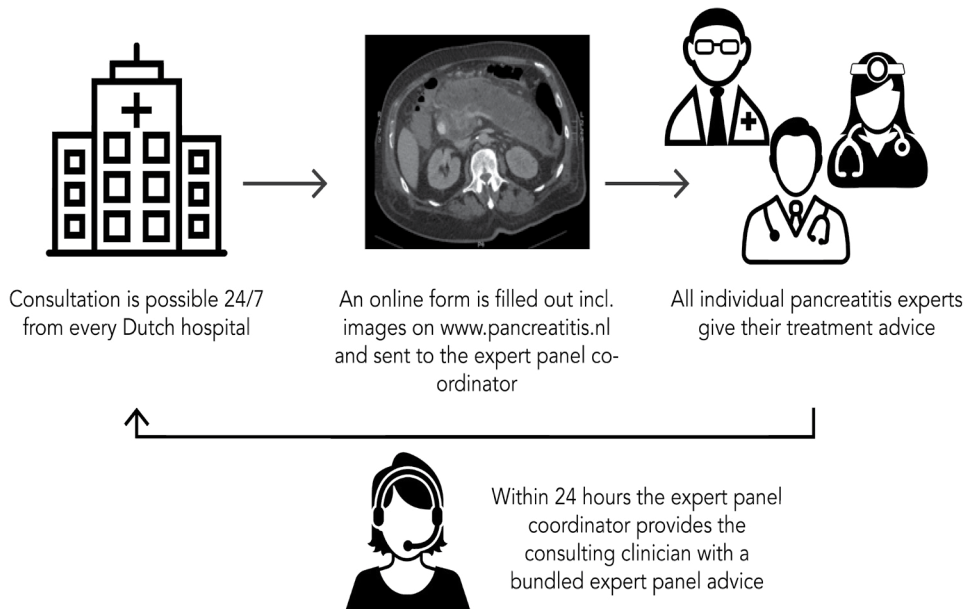 Consultation is possible 24/7
from every Dutch hospital
An online form is filled out incl.
images on www.pancreatitis.nl
and sent to the expert panel co-
ordinator
All individual pancreatitis experts
give their treatment advice
Within 24 hours the expert panel
coordinator provides the
consulting clinician with a
bundled expert panel advice